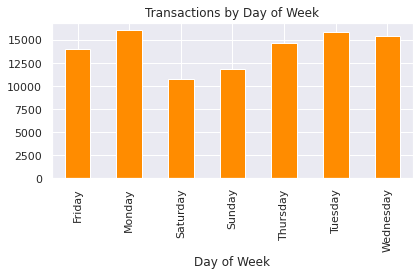 Transactions by Day of Week
15000
12500
10000
7500
5000
2500
0
Friday
Monday
Saturday
Sunday
Thursday
Tuesday
Wednesday
Day of Week